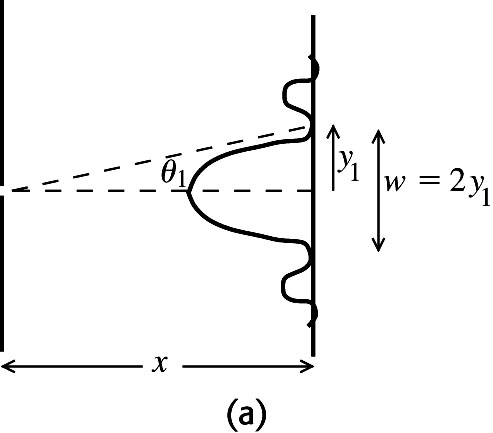 θ₁
y₁
w = 2y₁
x
(a)